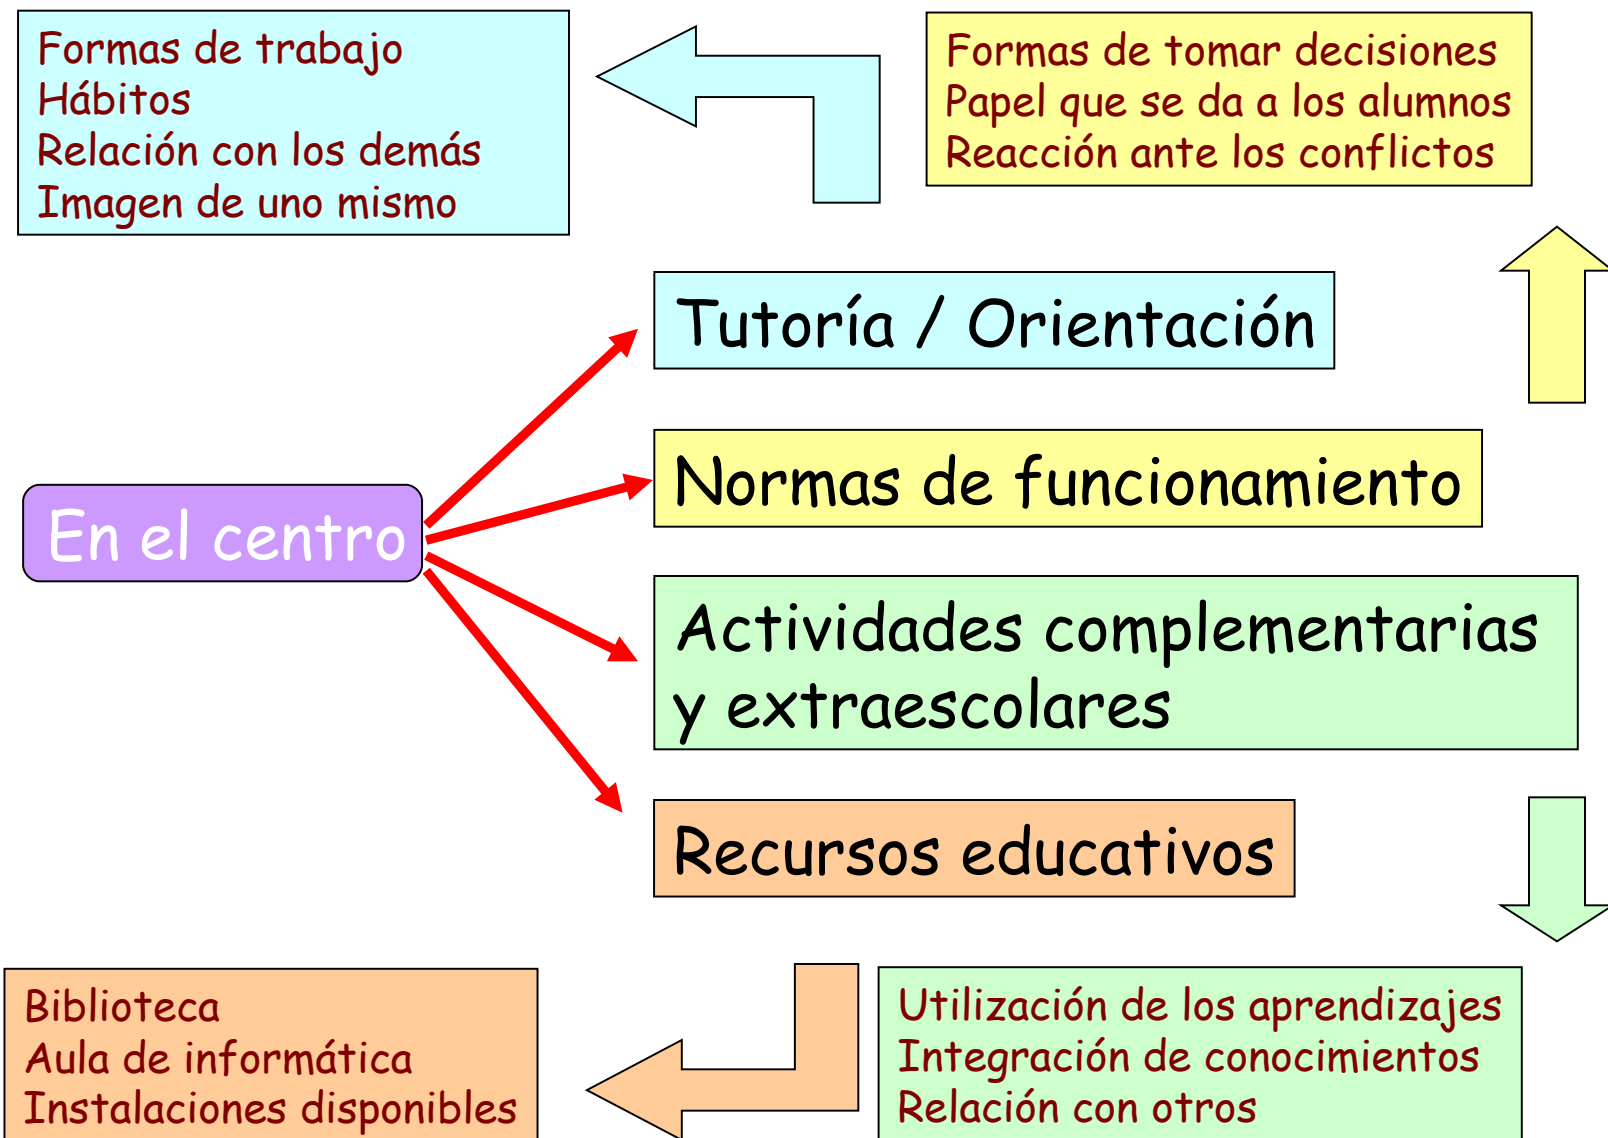 Formas de trabajo
Hábitos
Relación con los demás
Imagen de uno mismo
Formas de tomar decisiones
Papel que se da a los alumnos
Reacción ante los conflictos
Tutoría / Orientación
Normas de funcionamiento
En el centro
Actividades complementarias
y extraescolares
Recursos educativos
Biblioteca
Aula de informática
Instalaciones disponibles
Utilización de los aprendizajes
Integración de conocimientos
Relación con otros